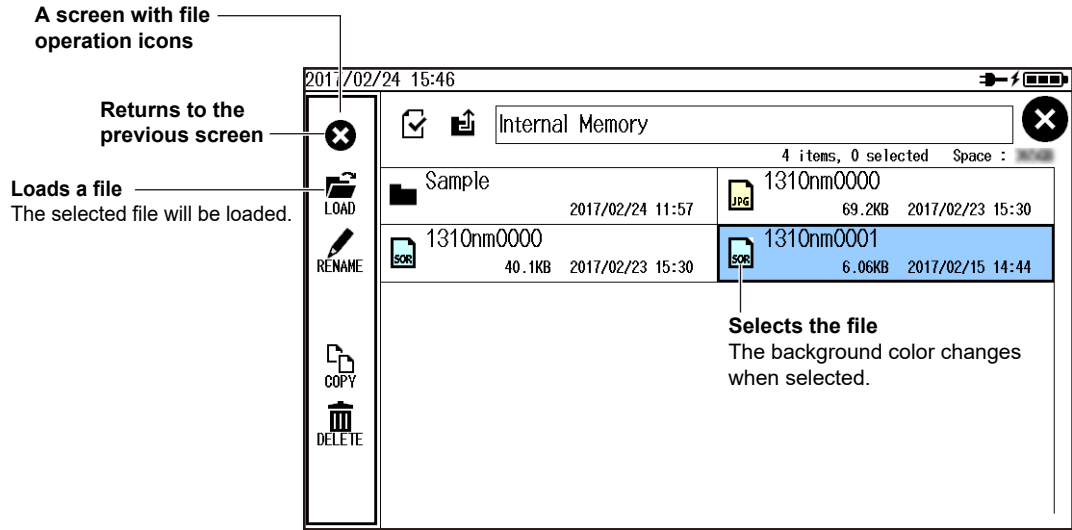 A screen with file
operation icons
2017/02/24 15:46
Returns to the
previous screen
Internal Memory
4 items, 0 selected Space :
Loads a file
The selected file will be loaded.
LOAD
RENAME
COPY
DELETE
Sample
2017/02/24 11:57
JPG
1310nm0000
69.2KB 2017/02/23 15:30
SOR
1310nm0000
40.1KB 2017/02/23 15:30
SOR
1310nm0001
6.06KB 2017/02/15 14:44
Selects the file
The background color changes
when selected.